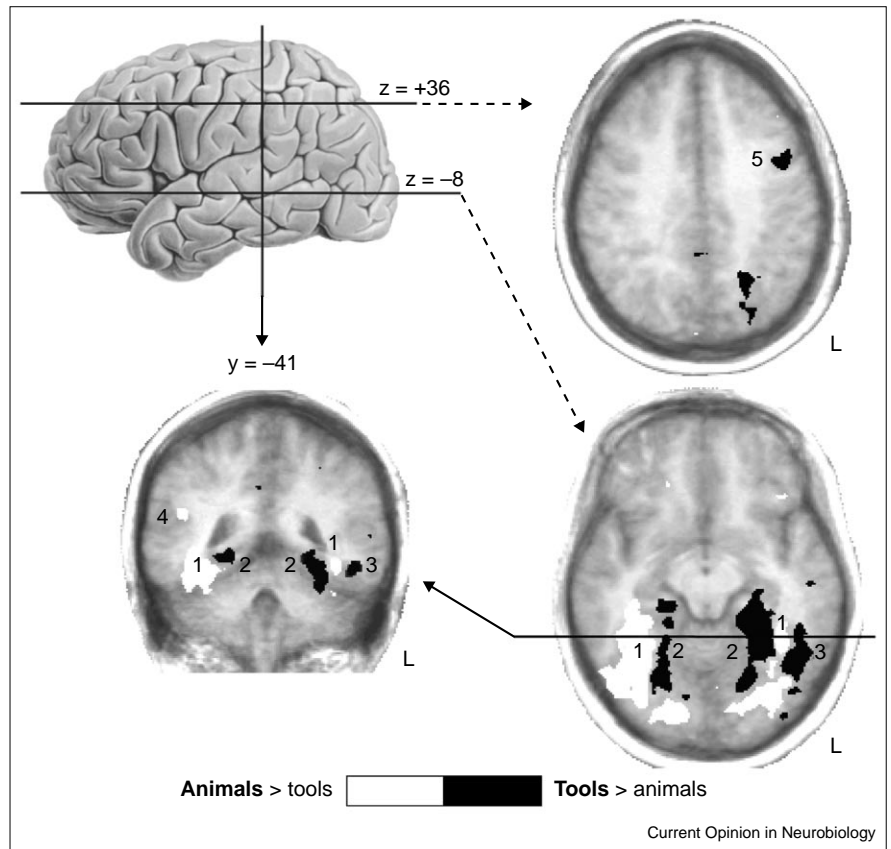 z = +36
5
z = –8
L
y = –41
4
1
1
2
2
3
L
1
1
2
2
3
L
Animals > tools
Tools > animals
Current Opinion in Neurobiology